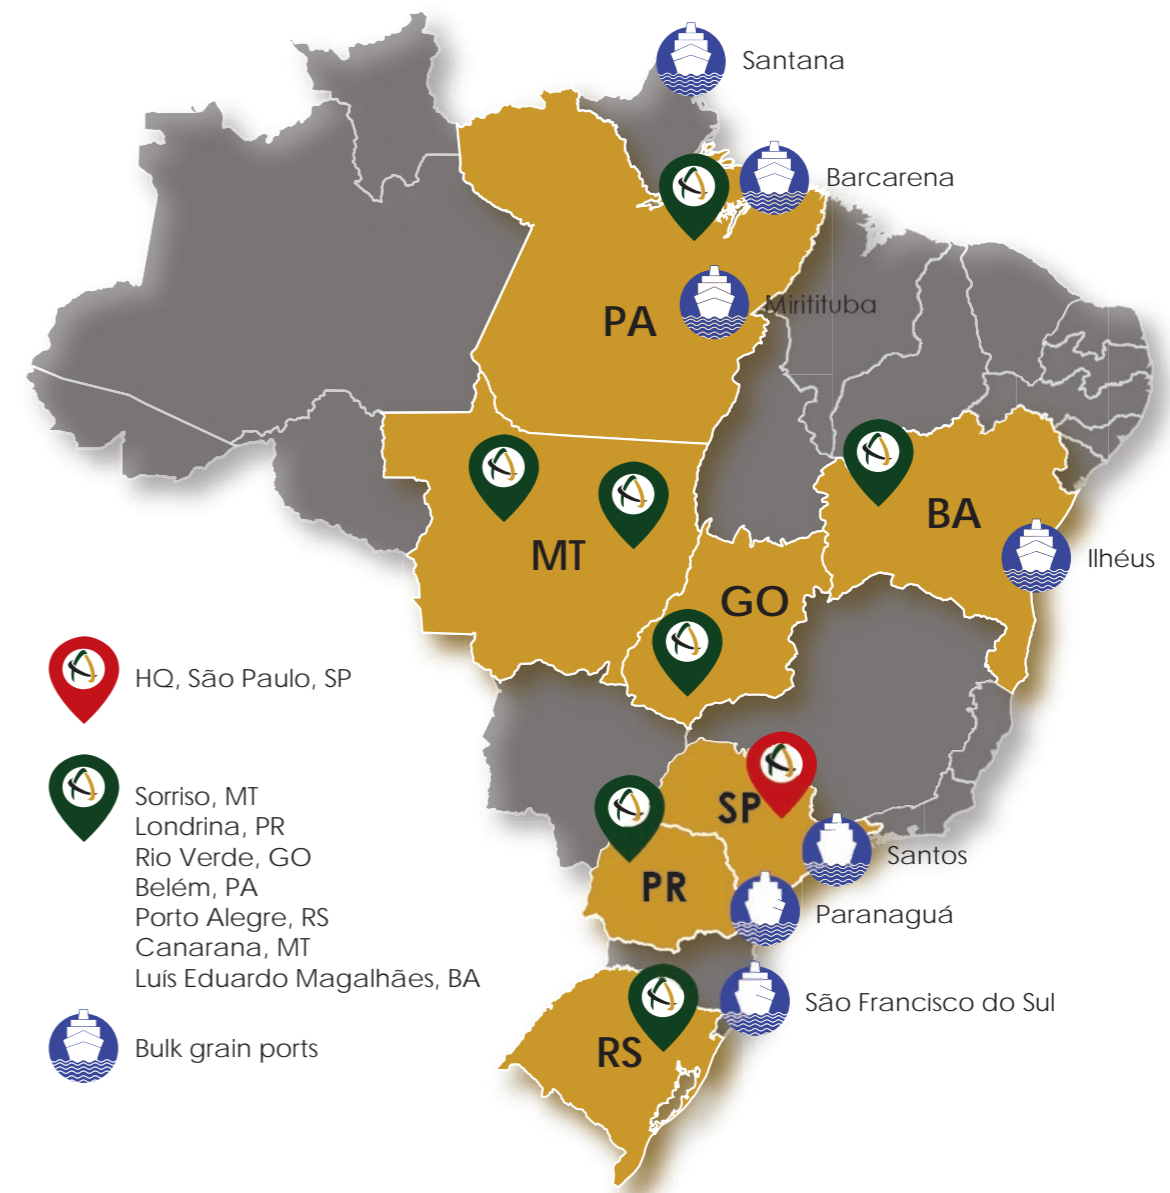 Santana
Barcarena
PA
Miritituba
MT
BA
Ilhéus
GO
HQ, São Paulo, SP
SP
Sorriso, MT
Londrina, PR
Rio Verde, GO
Belém, PA
Porto Alegre, RS
Canarana, MT
Luís Eduardo Magalhães, BA
Santos
PR
Paranaguá
São Francisco do Sul
RS
Bulk grain ports